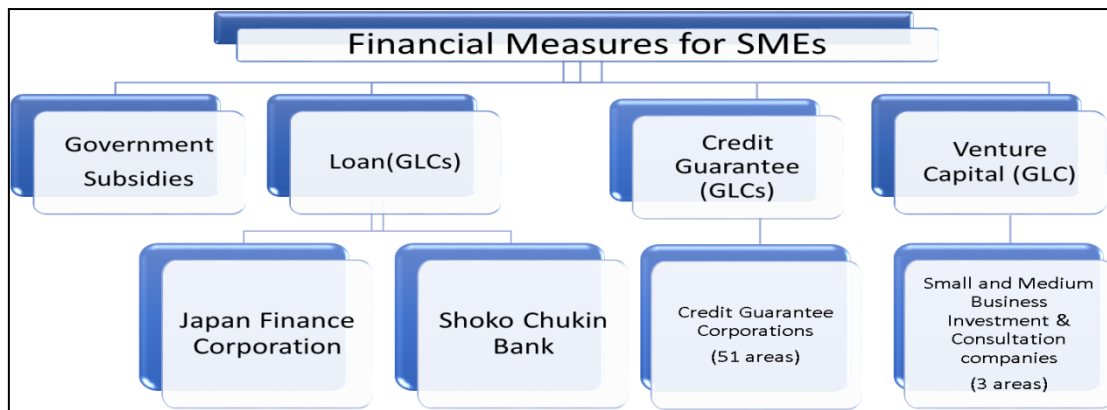 Financial Measures for SMEs
Government
Subsidies
Loan(GLCs)
Credit
Guarantee
(GLCs)
Venture
Capital (GLC)
Japan Finance
Corporation
Shoko Chukin
Bank
Credit Guarantee
Corporations
(51 areas)
Small and Medium
Business
Investment &
Consultation
companies
(3 areas)